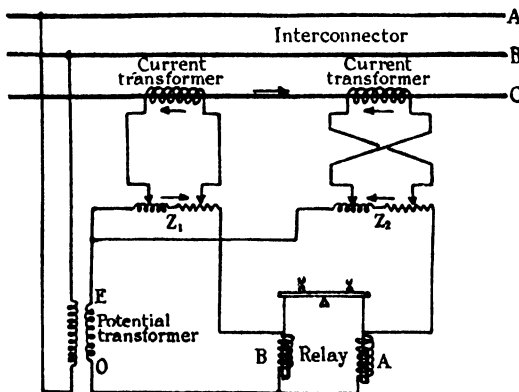 A
Interconnector
B
Current
transformer
Current
transformer
C
Z₁
Z₂
E
Potential
transformer
O
B
Relay
A